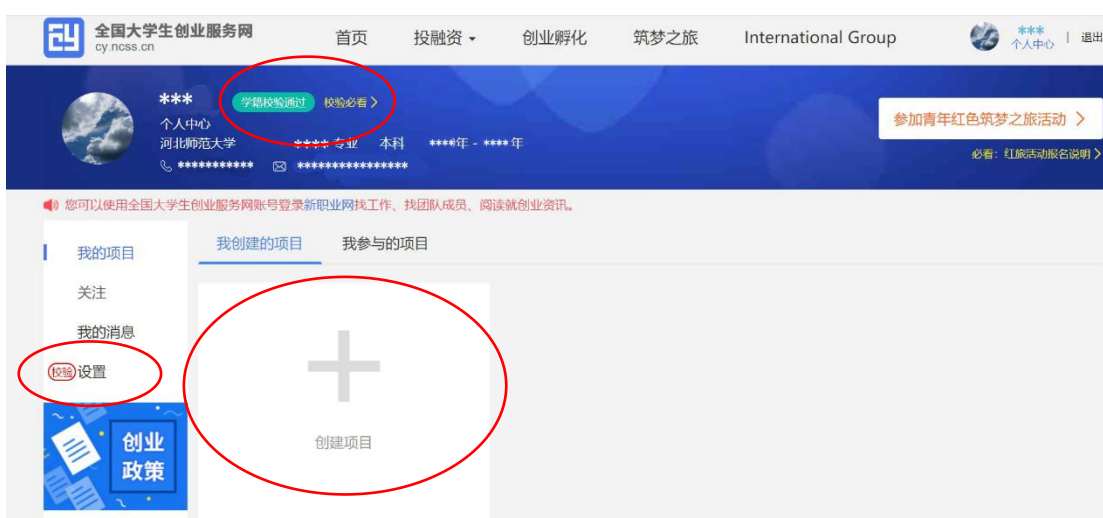 全国大学生创业服务网
cy.ncss.cn
首页 投融资 创业孵化 筑梦之旅 International Group
***
个人中心 | 退出
*** 学籍校验通过 校验必看 >
个人中心
河北师范大学 **** 专业 本科 ****年 - ****年
*********** ****************
参加青年红色筑梦之旅活动 >
必看：红旅活动报名说明 >
您可以使用全国大学生创业服务网账号登录新职业网找工作、找团队成员、阅读就创业资讯。
我的项目
关注
我的消息
校验 设置
我创建的项目 我参与的项目
创建项目
创业
政策